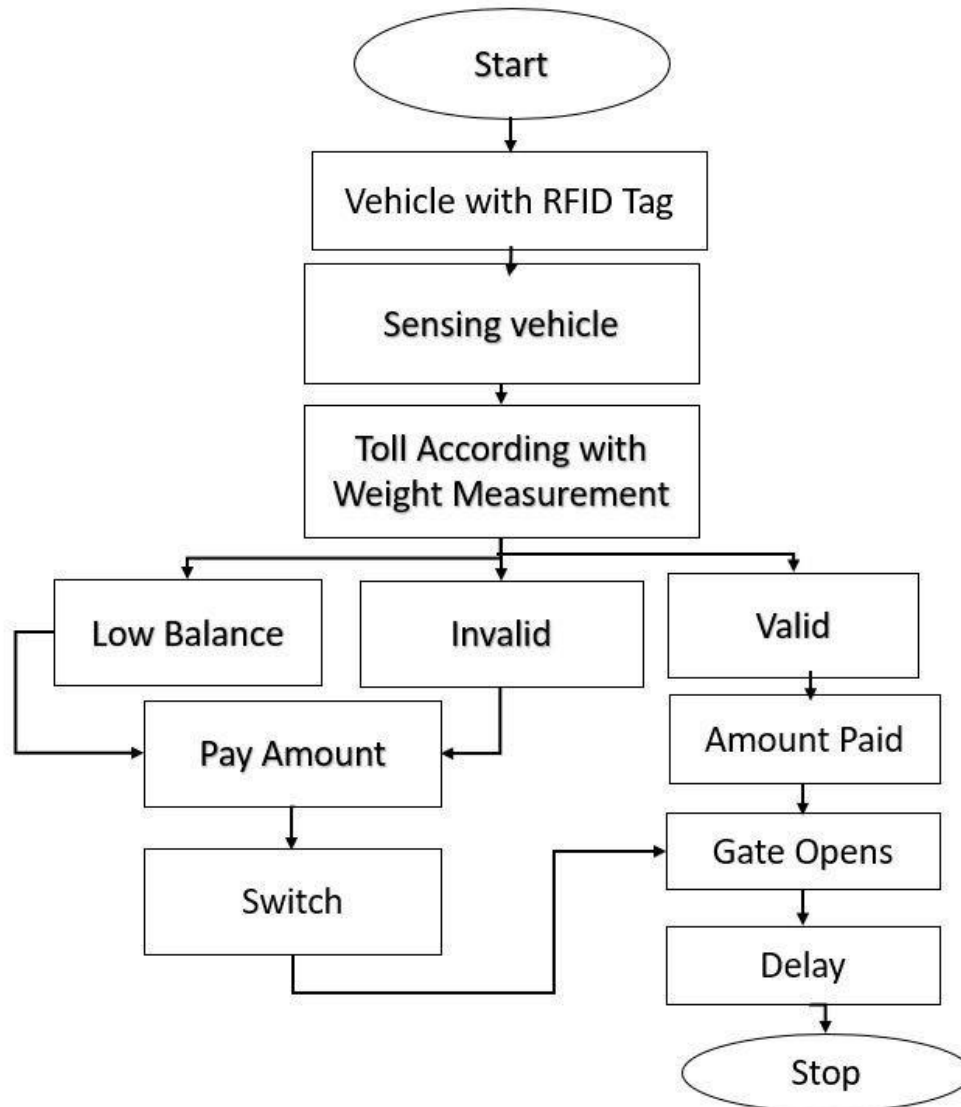 Start
Vehicle with RFID Tag
Sensing vehicle
Toll According with
Weight Measurement
Low Balance
Invalid
Valid
Pay Amount
Amount Paid
Switch
Gate Opens
Delay
Stop